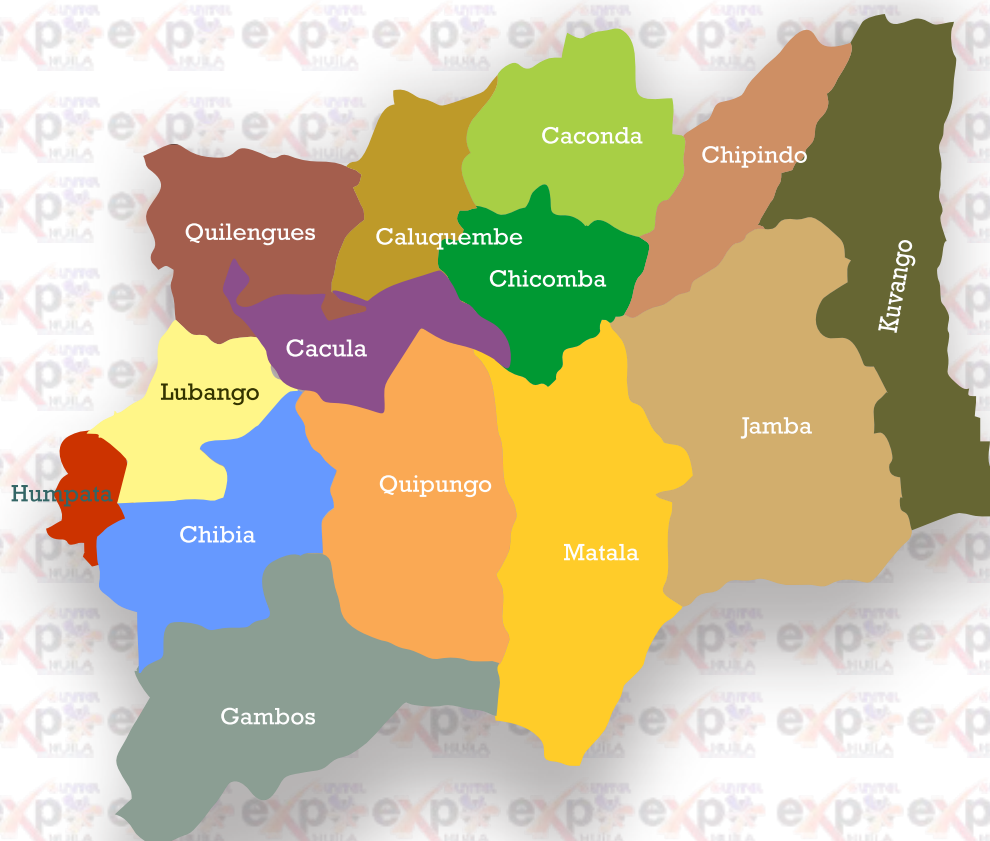 Caconda
Chipindo
Quilengues
Caluquembe
Kuvango
Chicomba
Cacula
Lubango
Jamba
Quipungo
Humpata
Chibia
Matala
Gambos